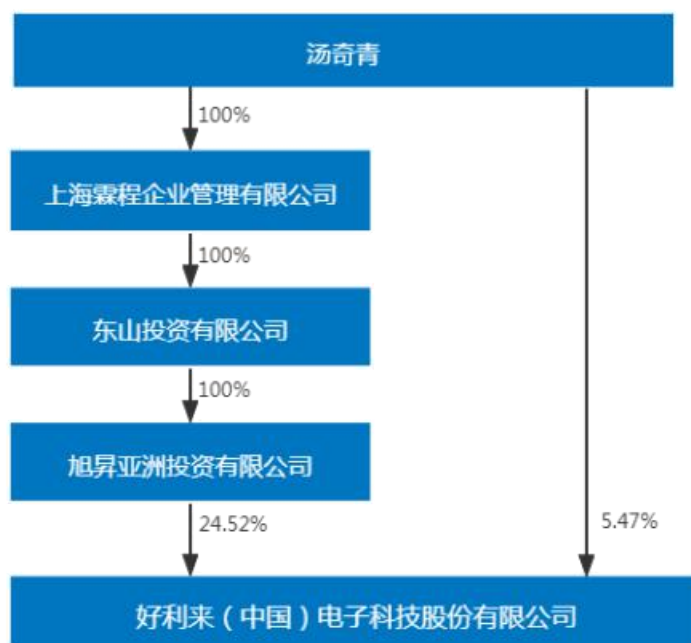 汤奇青
100%
上海霖程企业管理有限公司
100%
东山投资有限公司
100%
旭昇亚洲投资有限公司
24.52%
5.47%
好利来（中国）电子科技股份有限公司